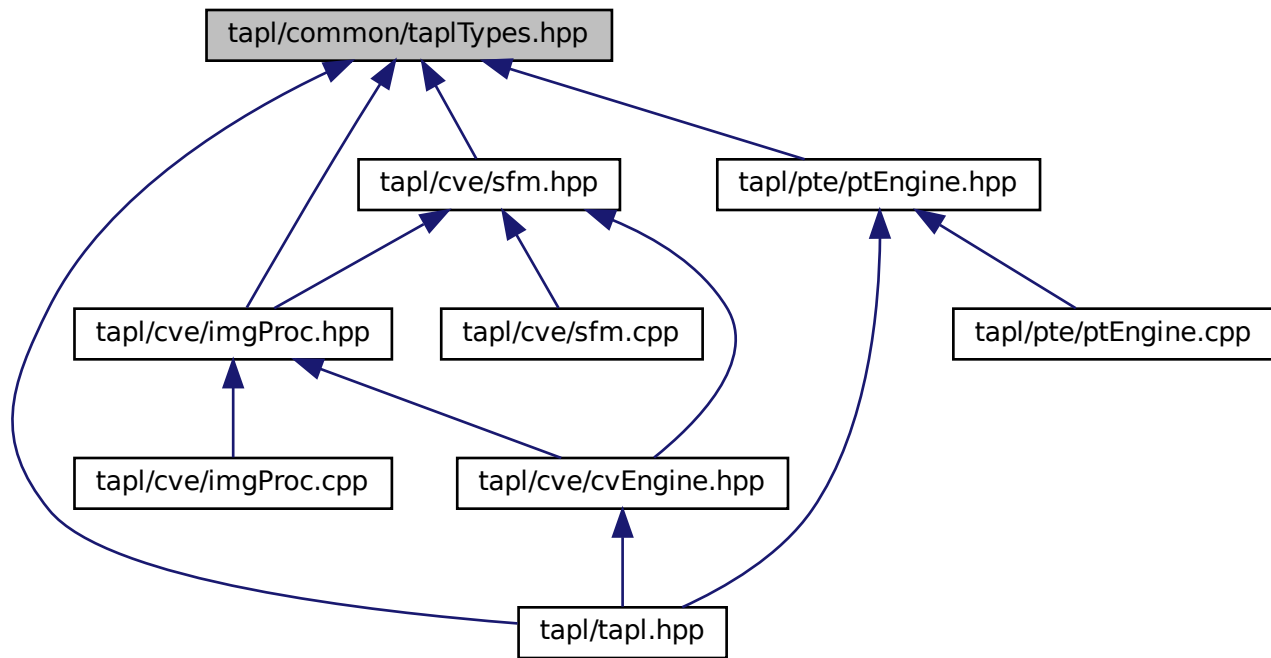 tapl/common/taplTypes.hpp
tapl/cve/sfm.hpp
tapl/pte/ptEngine.hpp
tapl/cve/imgProc.hpp
tapl/cve/sfm.cpp
tapl/pte/ptEngine.cpp
tapl/cve/imgProc.cpp
tapl/cve/cvEngine.hpp
tapl/tapl.hpp